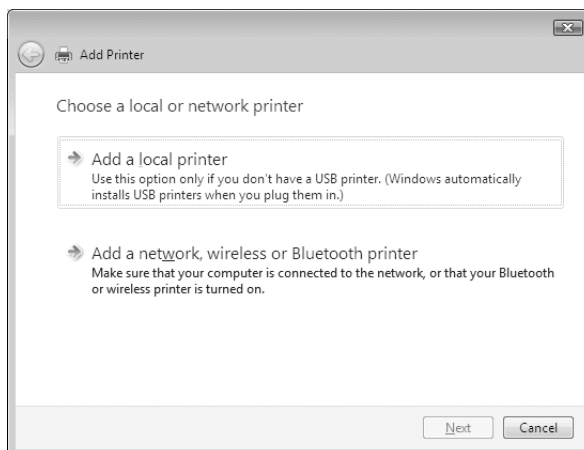 Add Printer
Choose a local or network printer
Add a local printer
Use this option only if you don't have a USB printer. (Windows automatically
installs USB printers when you plug them in.)
Add a network, wireless or Bluetooth printer
Make sure that your computer is connected to the network, or that your Bluetooth
or wireless printer is turned on.
Next Cancel